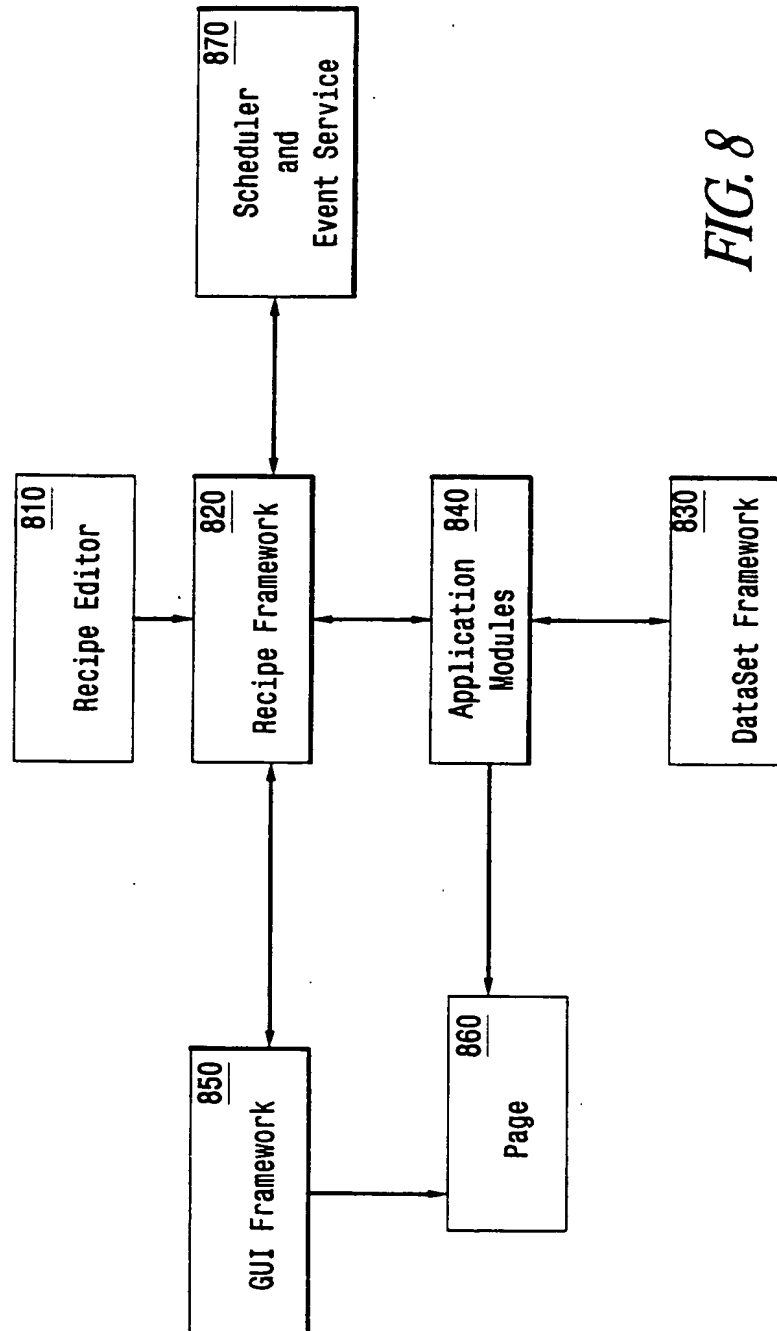 810
Recipe Editor
850
GUI Framework
820
Recipe Framework
870
Scheduler
and
Event Service
860
Page
840
Application
Modules
830
DataSet Framework
FIG. 8